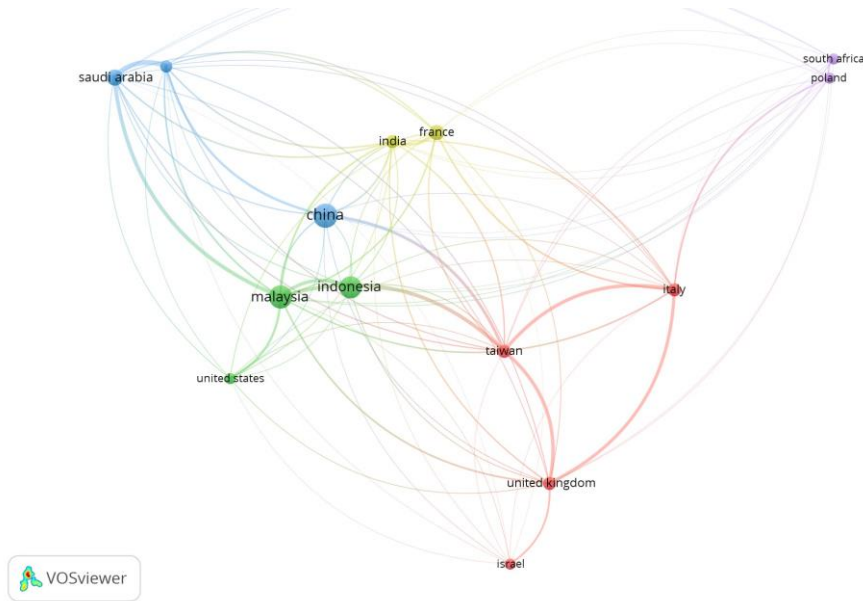 south africa
saudi arabia
poland
france
india
china
indonesia
malaysia
italy
taiwan
united states
united kingdom
israel
VOSviewer